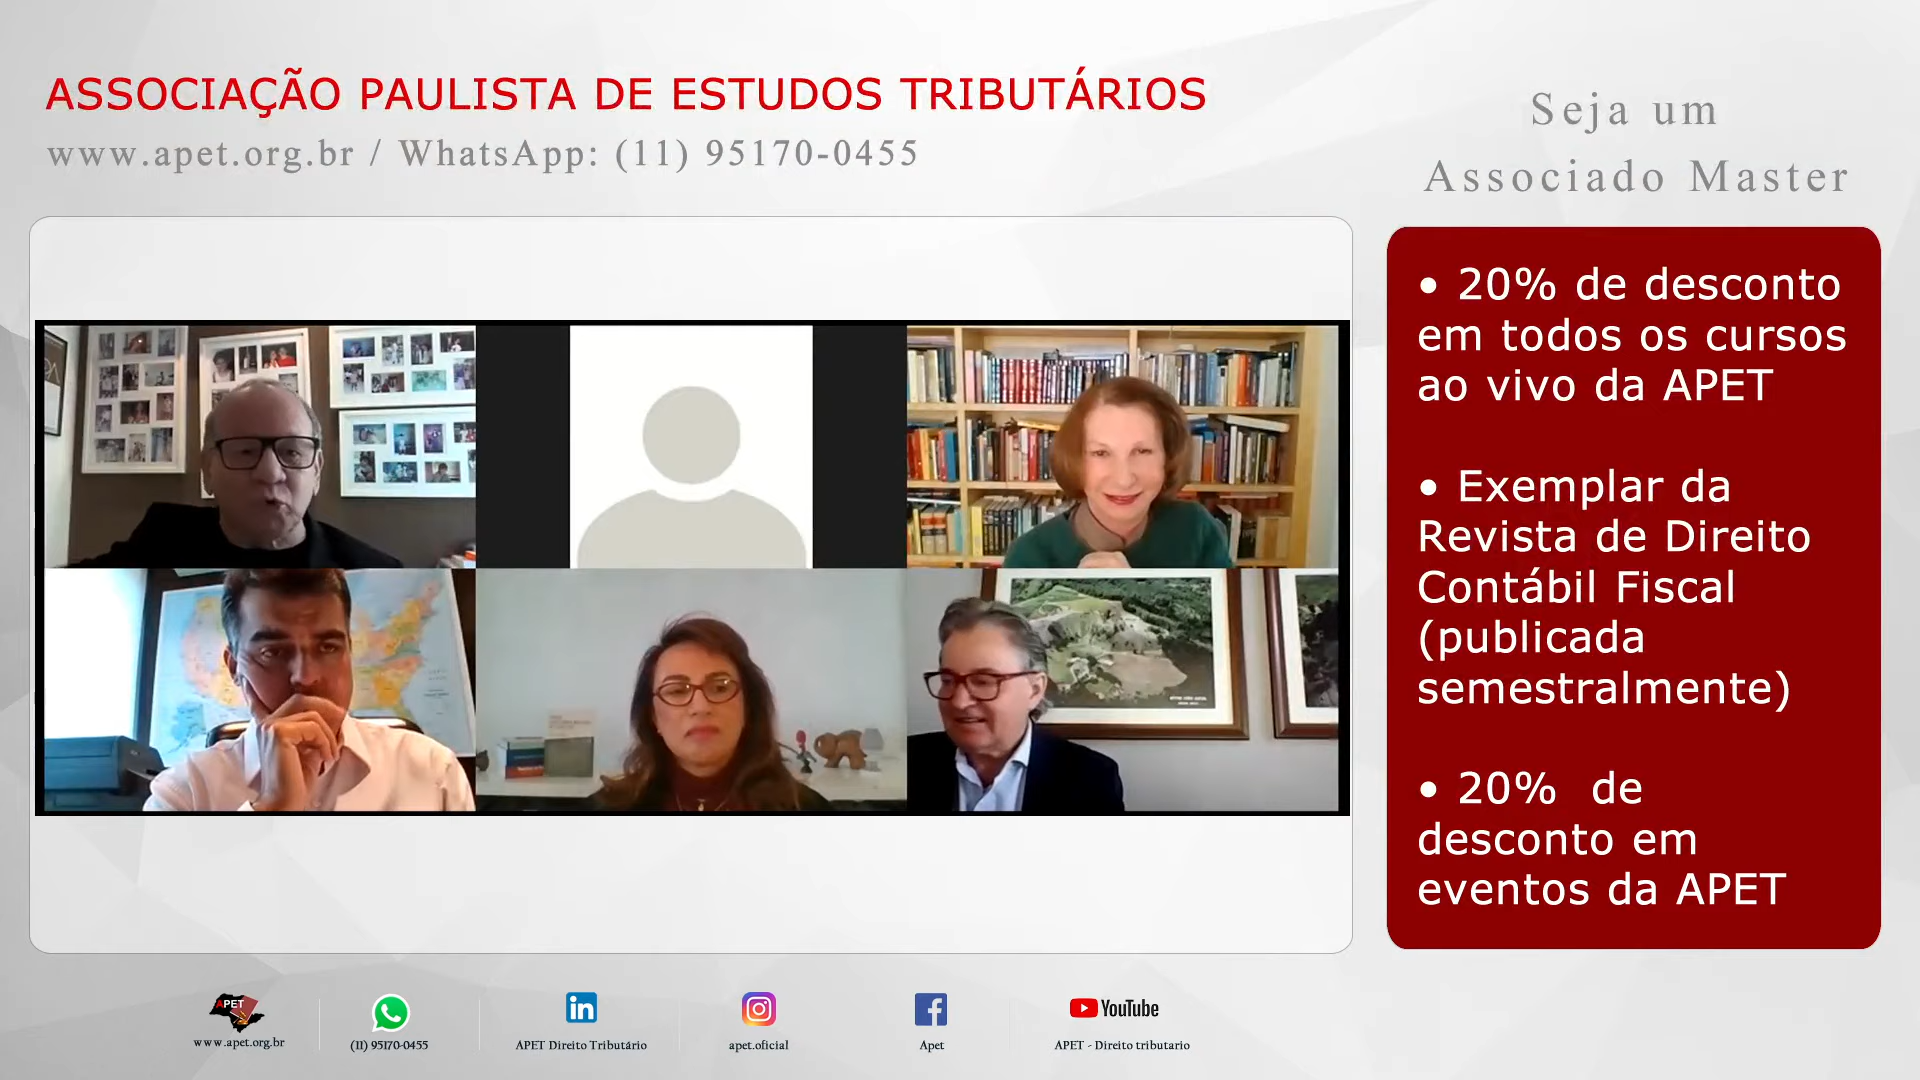 ASSOCIAÇÃO PAULISTA DE ESTUDOS TRIBUTÁRIOS
www.apet.org.br / WhatsApp: (11) 95170-0455
Seja um
Associado Master
• 20% de desconto
em todos os cursos
ao vivo da APET
• Exemplar da
Revista de Direito
Contábil Fiscal
(publicada
semestralmente)
• 20% de
desconto em
eventos da APET
APET
www.apet.org.br
(11) 95170-0455
in
APET Direito Tributário
apet.oficial
f
Apet
YouTube
APET - Direito tributario